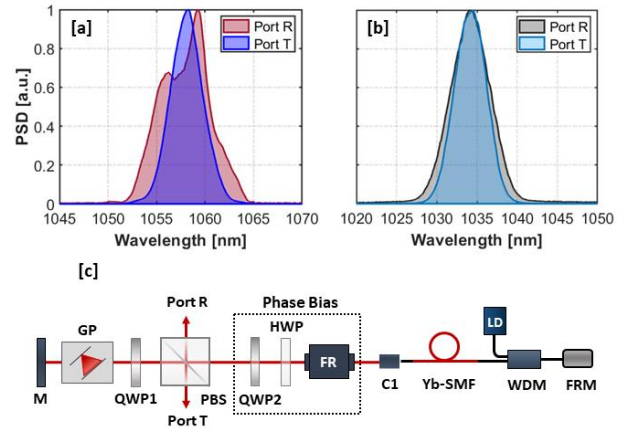 [a]
Port R
Port T
PSD [a.u.]
1
0.8
0.6
0.4
0.2
0
1045 1050 1055 1060 1065 1070
Wavelength [nm]
[b]
Port R
Port T
1020 1025 1030 1035 1040 1045 1050
Wavelength [nm]
[c]
Port R
Phase Bias
GP
HWP
LD
FR
M
QWP1
PBS
QWP2
C1
Yb-SMF
WDM
FRM
Port T